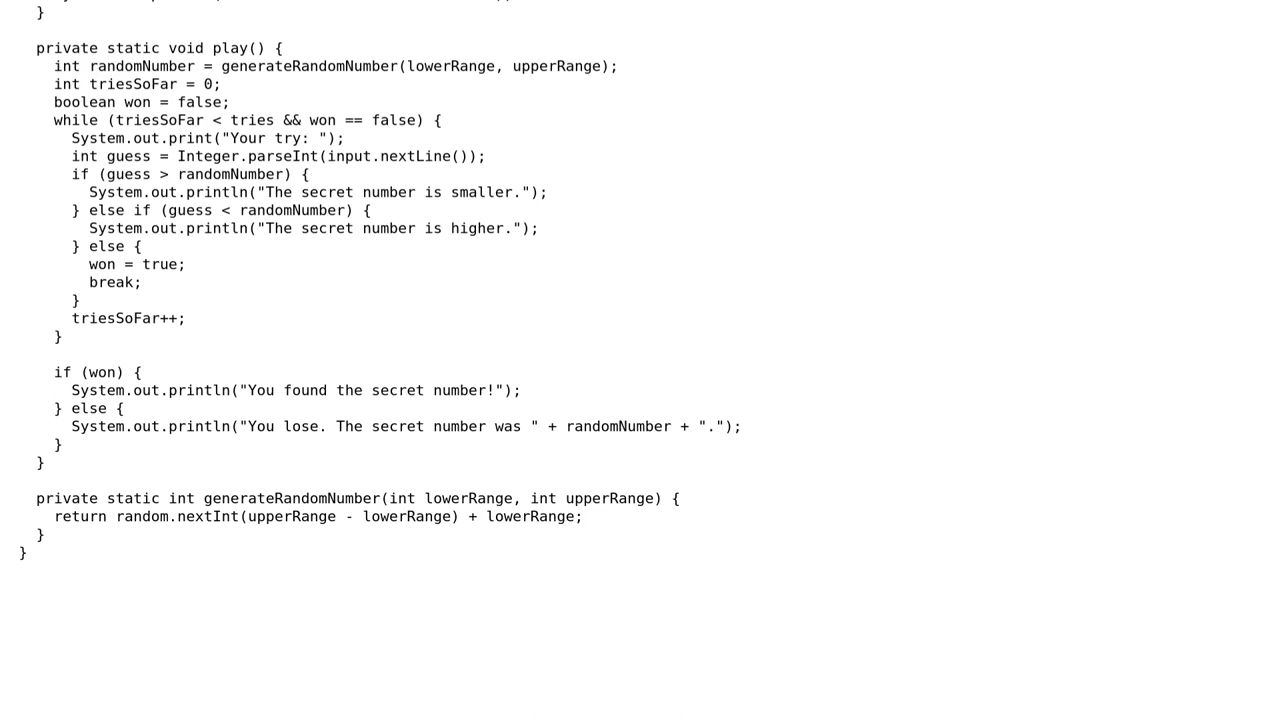 }

private static void play() {
int randomNumber = generateRandomNumber(lowerRange, upperRange);
int triesSoFar = 0;
boolean won = false;
while (triesSoFar < tries && won == false) {
System.out.print("Your try: ");
int guess = Integer.parseInt(input.nextLine());
if (guess > randomNumber) {
System.out.println("The secret number is smaller.");
} else if (guess < randomNumber) {
System.out.println("The secret number is higher.");
} else {
won = true;
break;
}
triesSoFar++;
}

if (won) {
System.out.println("You found the secret number!");
} else {
System.out.println("You lose. The secret number was " + randomNumber + ".");
}
}

private static int generateRandomNumber(int lowerRange, int upperRange) {
return random.nextInt(upperRange - lowerRange) + lowerRange;
}
}